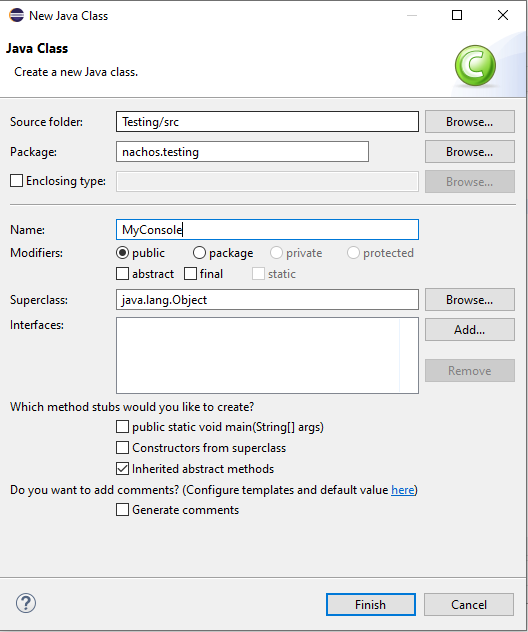 New Java Class
Java Class
Create a new Java class.
Source folder: Testing/src Browse...
Package: nachos.testing Browse...
Enclosing type: Browse...
Name: MyConsole
Modifiers: public package private protected
abstract final static
Superclass: java.lang.Object Browse...
Interfaces: Add...
Remove
Which method stubs would you like to create?
public static void main(String[] args)
Constructors from superclass
Inherited abstract methods
Do you want to add comments? (Configure templates and default value here)
Generate comments
? Finish Cancel